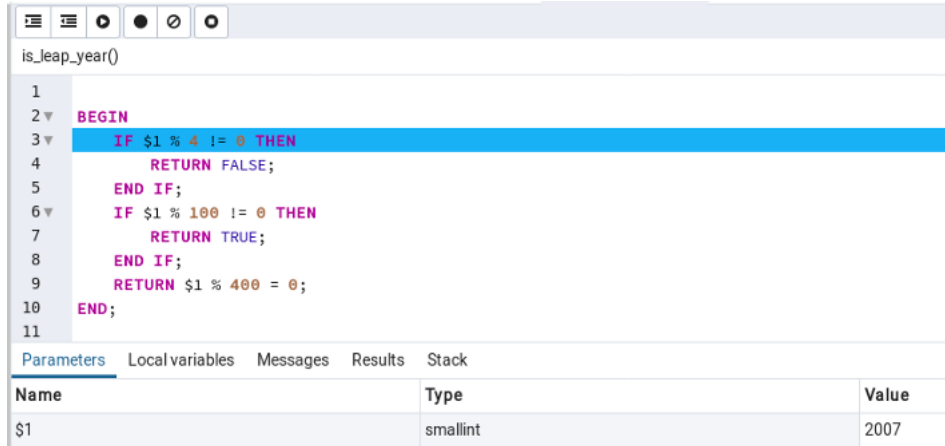 is_leap_year()
1
2 BEGIN
3 IF $1 % 4 != 0 THEN
4 RETURN FALSE;
5 END IF;
6 IF $1 % 100 != 0 THEN
7 RETURN TRUE;
8 END IF;
9 RETURN $1 % 400 = 0;
10 END;
11
Parameters Local variables Messages Results Stack
Name Type Value
$1 smallint 2007